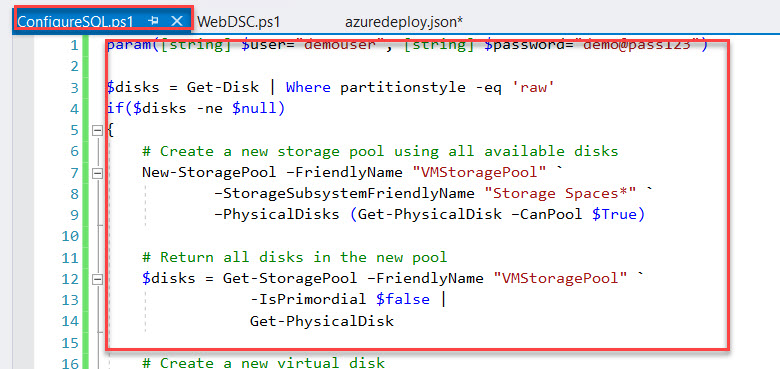 ConfigureSQL.ps1 WebDSC.ps1 azuredeploy.json*
1 param([string] $user="demouser", [string] $password="demo@pass123")
2
3 $disks = Get-Disk | Where partitionstyle -eq 'raw'
4 if($disks -ne $null)
5 {
6 # Create a new storage pool using all available disks
7 New-StoragePool –FriendlyName "VMStoragePool" `
8 –StorageSubsystemFriendlyName "Storage Spaces*" `
9 –PhysicalDisks (Get-PhysicalDisk –CanPool $True)
10
11 # Return all disks in the new pool
12 $disks = Get-StoragePool –FriendlyName "VMStoragePool" `
13 -IsPrimordial $false |
14 Get-PhysicalDisk
15
16 # Create a new virtual disk